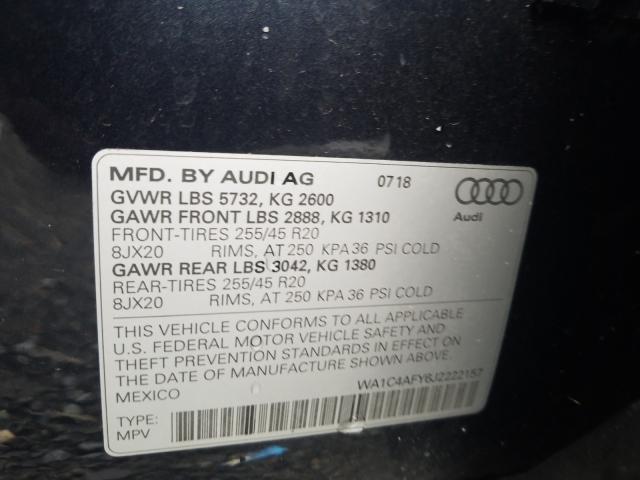 MFD. BY AUDI AG 0718
GVWR LBS 5732, KG 2600
GAWR FRONT LBS 2888, KG 1310
Audi
FRONT-TIRES 255/45 R20
8JX20 RIMS, AT 250 KPA 36 PSI COLD
GAWR REAR LBS 3042, KG 1380
REAR-TIRES 255/45 R20
8JX20 RIMS, AT 250 KPA 36 PSI COLD
THIS VEHICLE CONFORMS TO ALL APPLICABLE
U.S. FEDERAL MOTOR VEHICLE SAFETY AND
THEFT PREVENTION STANDARDS IN EFFECT ON
THE DATE OF MANUFACTURE SHOWN ABOVE.
MEXICO WA1C4AFY6J2222157
TYPE:
MPV